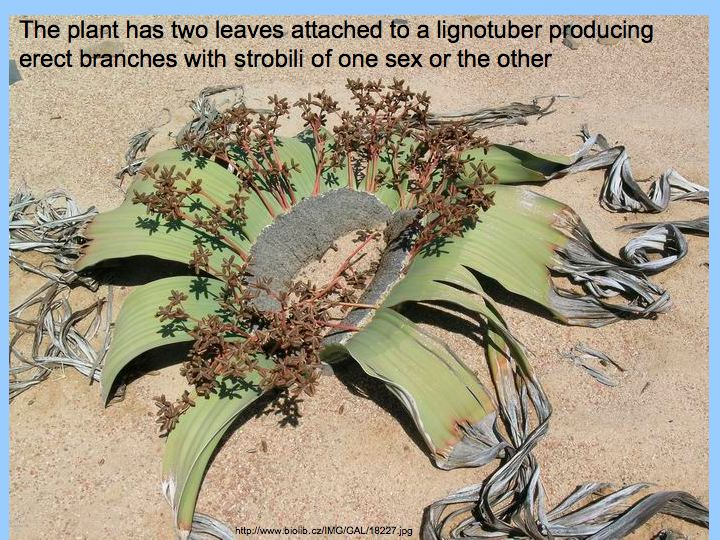 The plant has two leaves attached to a lignotuber producing
erect branches with strobili of one sex or the other
http://www.biolib.cz/IMG/GAL/18227.jpg